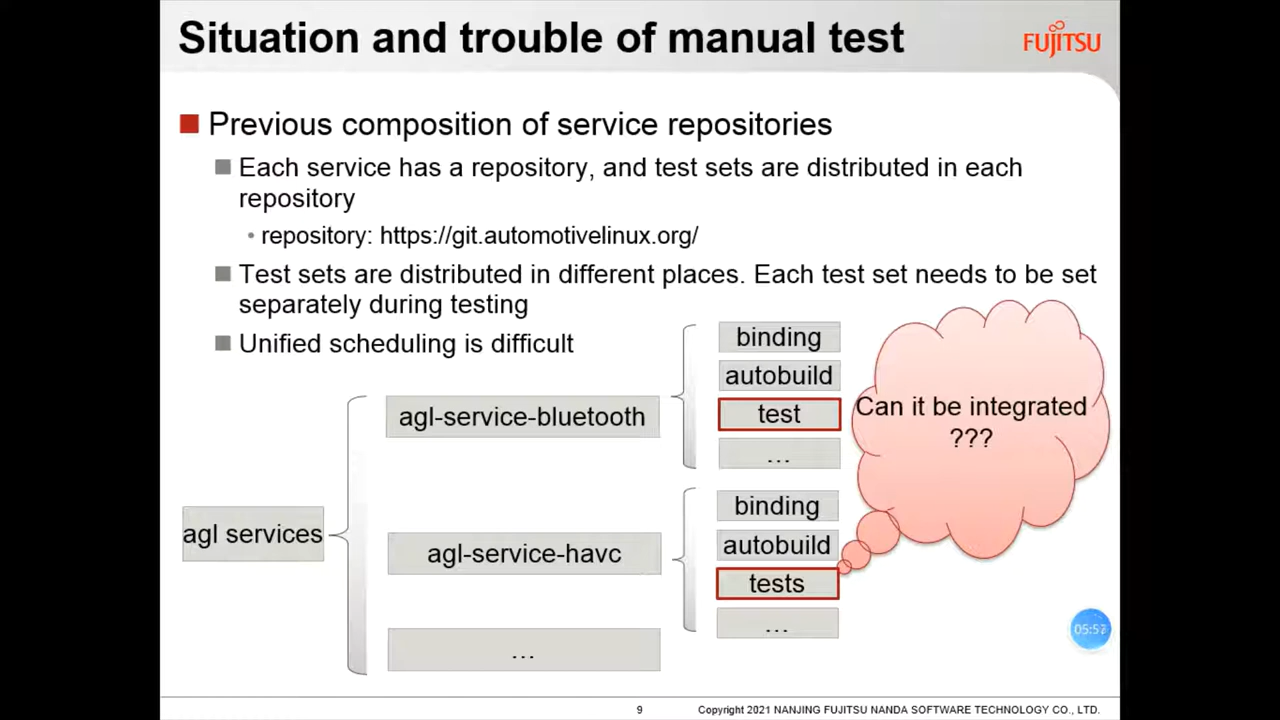 Situation and trouble of manual test
FUJITSU
Previous composition of service repositories
Each service has a repository, and test sets are distributed in each
repository
repository: https://git.automotivelinux.org/
Test sets are distributed in different places. Each test set needs to be set
separately during testing
Unified scheduling is difficult
agl services
agl-service-bluetooth
binding
autobuild
test
...
agl-service-havc
binding
autobuild
tests
...
...
Can it be integrated
???
05:57
9
Copyright 2021 NANJING FUJITSU NANDA SOFTWARE TECHNOLOGY CO., LTD.